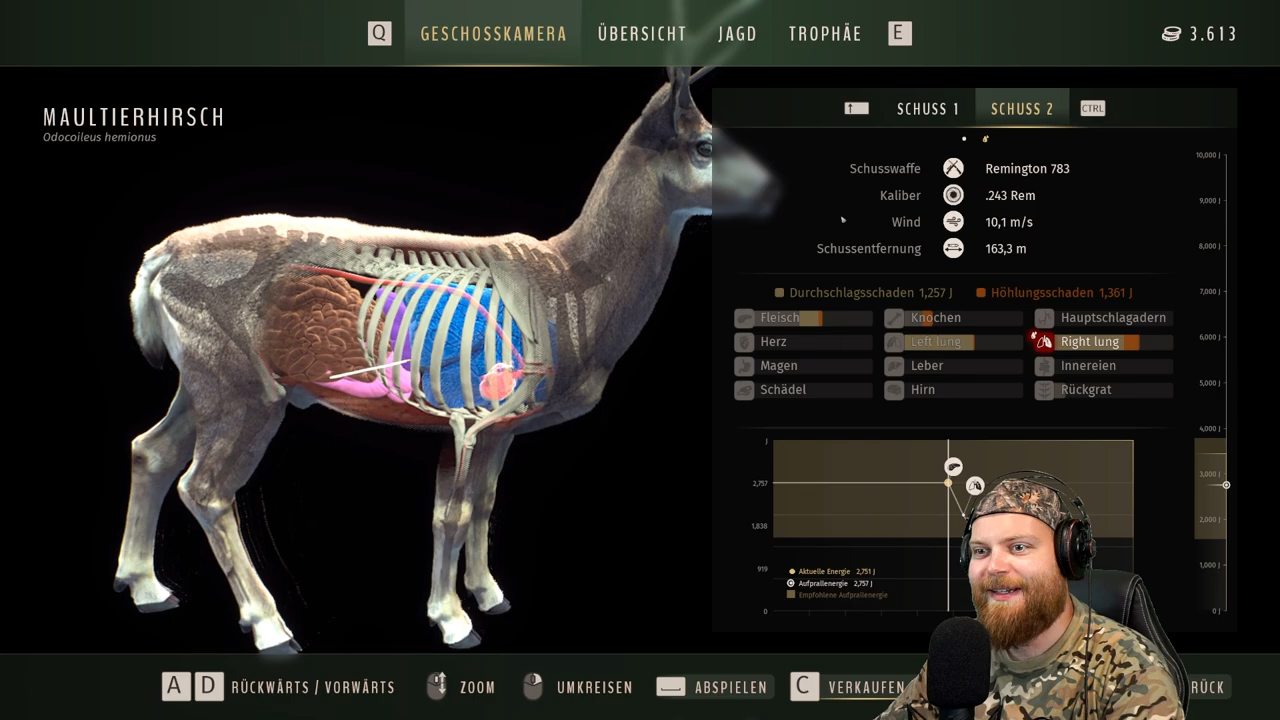 Q GESCHOSSKAMERA ÜBERSICHT JAGD TROPHÄE E 3.613
MAULTIERHIRSCH
Odocoileus hemionus
SCHUSS 1 SCHUSS 2 CTRL
Schusswaffe Remington 783
Kaliber .243 Rem
Wind 10,1 m/s
Schussentfernung 163,3 m
Durchschlagsschaden 1,257 J Höhlungsschaden 1,361 J
Fleisch Knochen Hauptschlagadern
Herz Left lung Right lung
Magen Leber Innereien
Schädel Hirn Rückgrat
10,000 J
9,000 J
8,000 J
7,000 J
6,000 J
5,000 J
4,000 J
3,000 J
2,000 J
1,000 J
0 J
J
2,757
1,838
919
0
Aktuelle Energie 2,751 J
Aufprallenergie 2,757 J
Empfohlene Aufprallenergie
A D RÜCKWÄRTS / VORWÄRTS ZOOM UMKREISEN ABSPIELEN C VERKAUFEN RÜCK